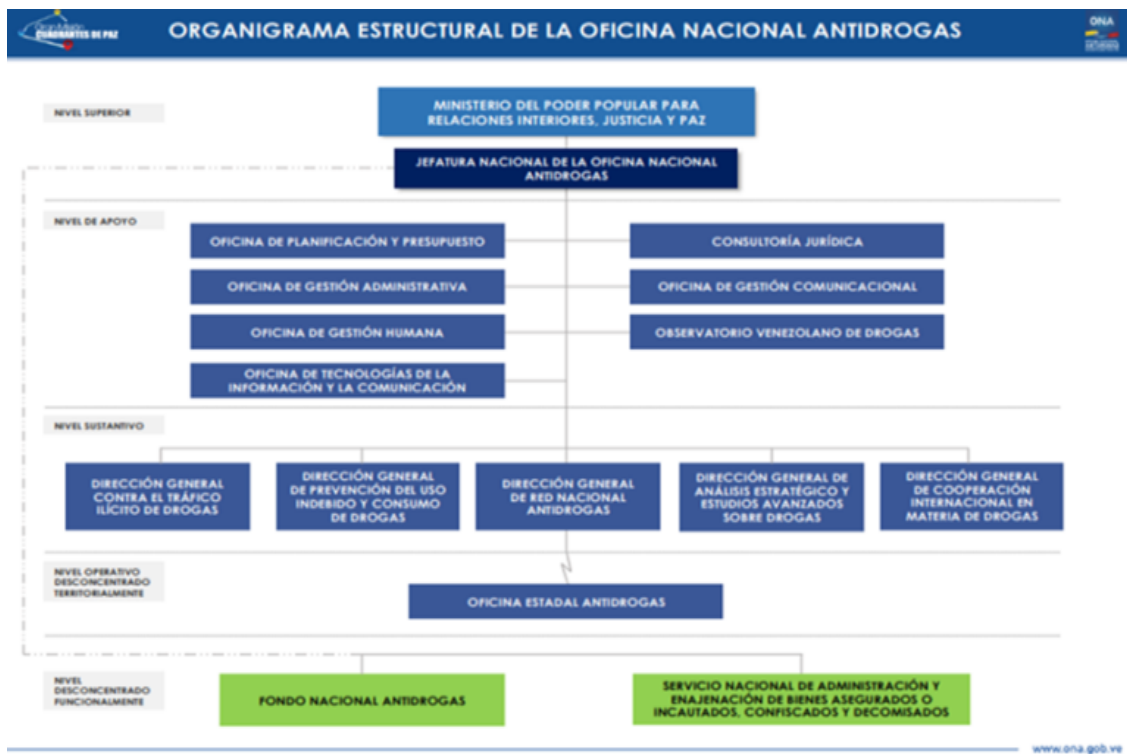 CUADRANTES DE PAZ
ORGANIGRAMA ESTRUCTURAL DE LA OFICINA NACIONAL ANTIDROGAS
ONA
NIVEL SUPERIOR
MINISTERIO DEL PODER POPULAR PARA
RELACIONES INTERIORES, JUSTICIA Y PAZ
JEFATURA NACIONAL DE LA OFICINA NACIONAL
ANTIDROGAS
NIVEL DE APOYO
OFICINA DE PLANIFICACIÓN Y PRESUPUESTO
CONSULTORÍA JURÍDICA
OFICINA DE GESTIÓN ADMINISTRATIVA
OFICINA DE GESTIÓN COMUNICACIONAL
OFICINA DE GESTIÓN HUMANA
OBSERVATORIO VENEZOLANO DE DROGAS
OFICINA DE TECNOLOGÍAS DE LA
INFORMACIÓN Y LA COMUNICACIÓN
NIVEL SUSTANTIVO
DIRECCIÓN GENERAL
CONTRA EL TRÁFICO
ILÍCITO DE DROGAS
DIRECCIÓN GENERAL
DE PREVENCIÓN DEL USO
INDEBIDO Y CONSUMO
DE DROGAS
DIRECCIÓN GENERAL
DE RED NACIONAL
ANTIDROGAS
DIRECCIÓN GENERAL DE
ANÁLISIS ESTRATÉGICO Y
ESTUDIOS AVANZADOS
SOBRE DROGAS
DIRECCIÓN GENERAL
DE COOPERACIÓN
INTERNACIONAL EN
MATERIA DE DROGAS
NIVEL OPERATIVO
DESCONCENTRADO
TERRITORIALMENTE
OFICINA ESTADAL ANTIDROGAS
NIVEL
DESCONCENTRADO
FUNCIONALMENTE
FONDO NACIONAL ANTIDROGAS
SERVICIO NACIONAL DE ADMINISTRACIÓN Y
ENAJENACIÓN DE BIENES ASEGURADOS O
INCAUTADOS, CONFISCADOS Y DECOMISADOS
www.ona.gob.ve